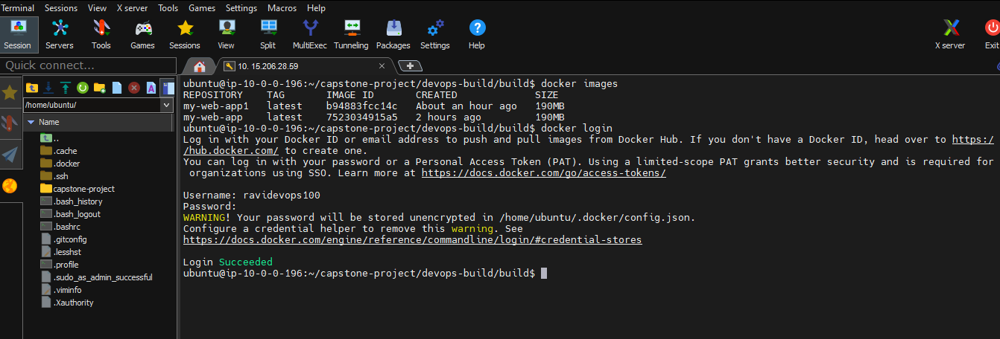 Terminal Sessions View X server Tools Games Settings Macros Help
Session Servers Tools Games Sessions View Split MultiExec Tunneling Packages Settings Help X server Exit
Quick connect...
10. 15.206.28.59
/home/ubuntu/
Name
..
.cache
.docker
.ssh
capstone-project
.bash_history
.bash_logout
.bashrc
.gitconfig
.lesshst
.profile
.sudo_as_admin_successful
.viminfo
.Xauthority
ubuntu@ip-10-0-0-196:~/capstone-project/devops-build/build$ docker images
REPOSITORY TAG IMAGE ID CREATED SIZE
my-web-app1 latest b94883fcc14c About an hour ago 190MB
my-web-app latest 7523034915a5 2 hours ago 190MB
ubuntu@ip-10-0-0-196:~/capstone-project/devops-build/build$ docker login
Log in with your Docker ID or email address to push and pull images from Docker Hub. If you don't have a Docker ID, head over to https:/
/hub.docker.com/ to create one.
You can log in with your password or a Personal Access Token (PAT). Using a limited-scope PAT grants better security and is required for
organizations using SSO. Learn more at https://docs.docker.com/go/access-tokens/
Username: ravidevops100
Password:
WARNING! Your password will be stored unencrypted in /home/ubuntu/.docker/config.json.
Configure a credential helper to remove this warning. See
https://docs.docker.com/engine/reference/commandline/login/#credential-stores
Login Succeeded
ubuntu@ip-10-0-0-196:~/capstone-project/devops-build/build$